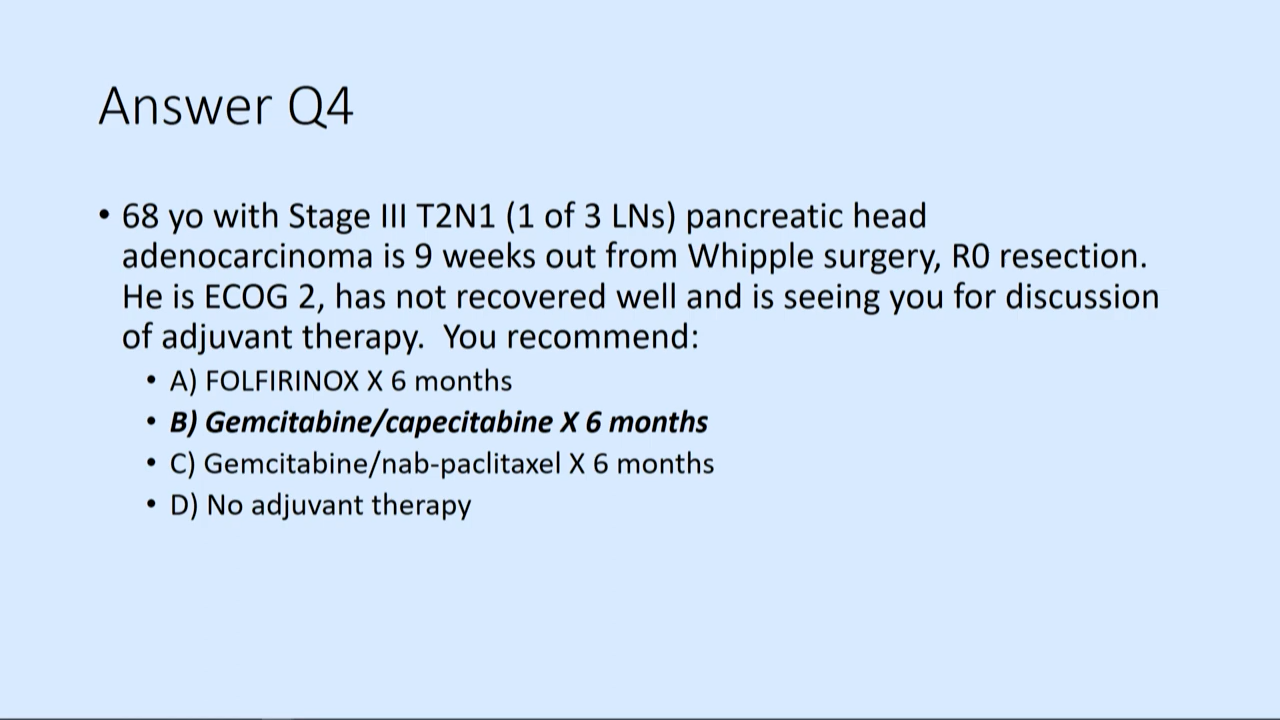 Answer Q4
• 68 yo with Stage III T2N1 (1 of 3 LNs) pancreatic head
adenocarcinoma is 9 weeks out from Whipple surgery, R0 resection.
He is ECOG 2, has not recovered well and is seeing you for discussion
of adjuvant therapy.  You recommend:
• A) FOLFIRINOX X 6 months
• B) Gemcitabine/capecitabine X 6 months
• C) Gemcitabine/nab-paclitaxel X 6 months
• D) No adjuvant therapy